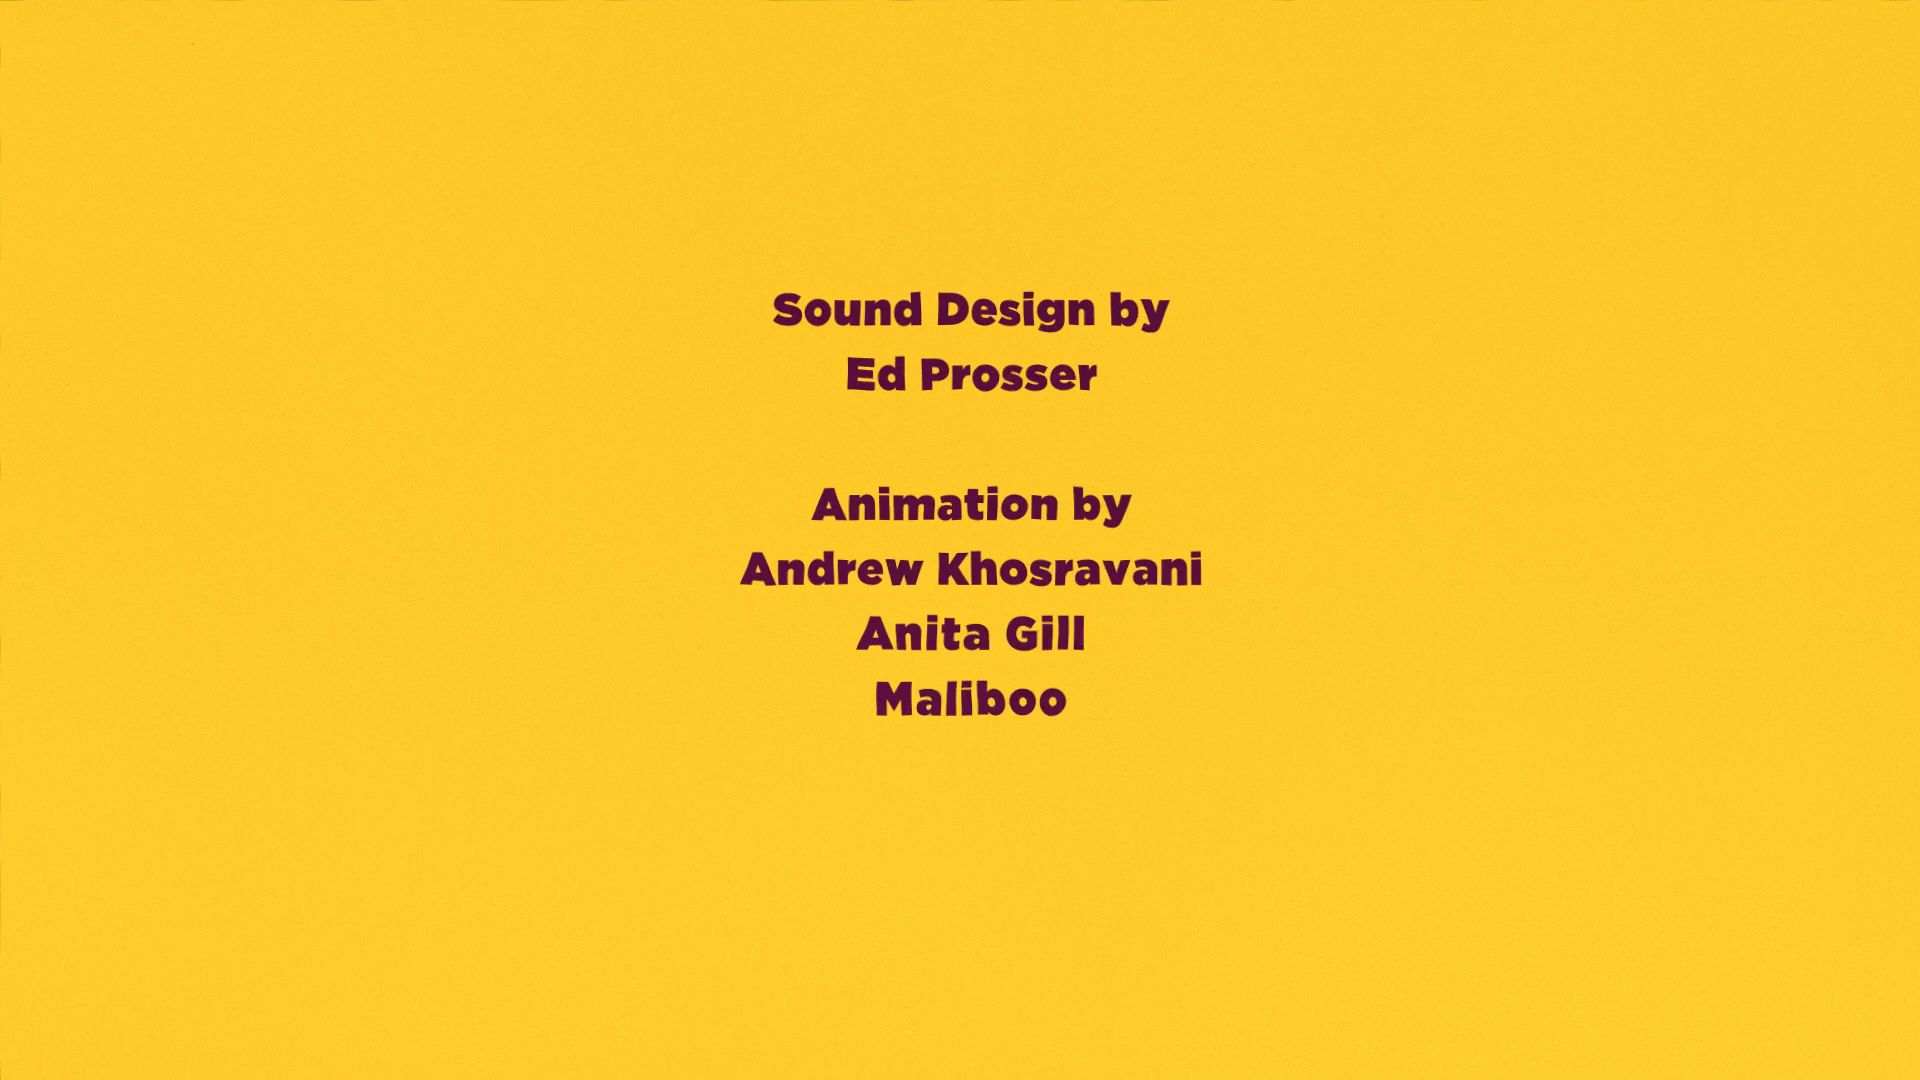 Sound Design by
Ed Prosser
Animation by
Andrew Khosravani
Anita Gill
Maliboo